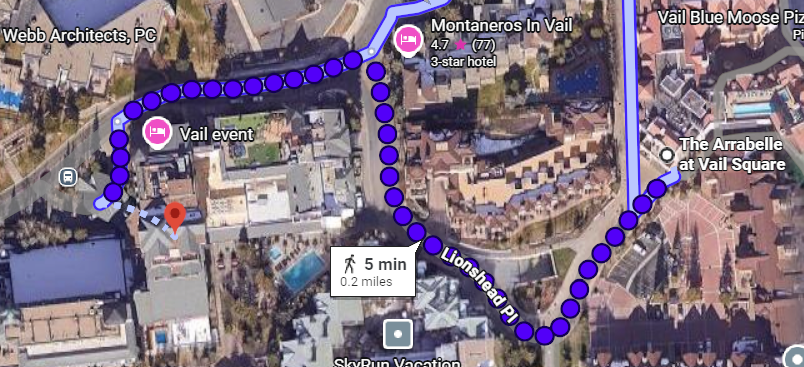 Webb Architects, PC
Montaneros In Vail
4.7 ★ (77)
3-star hotel
Vail Blue Moose Piz
Pi
Vail event
The Arrabelle
at Vail Square
5 min
0.2 miles
Lionshead Pl
SkyRun Vacation